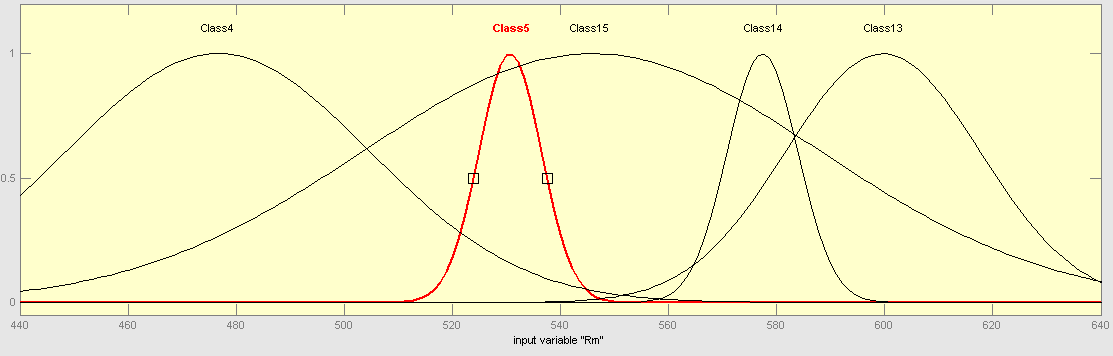 Class4 Class5 Class15 Class14 Class13
1
0.5
0
440 460 480 500 520 540 560 580 600 620 640
input variable "Rm"